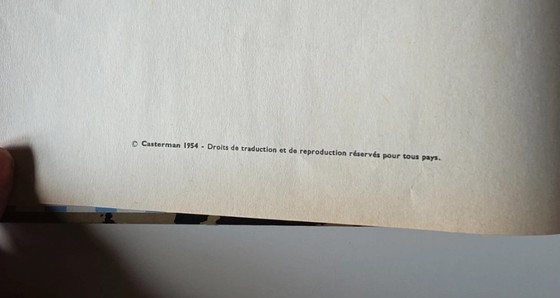 © Casterman 1954 - Droits de traduction et de reproduction réservés pour tous pays.